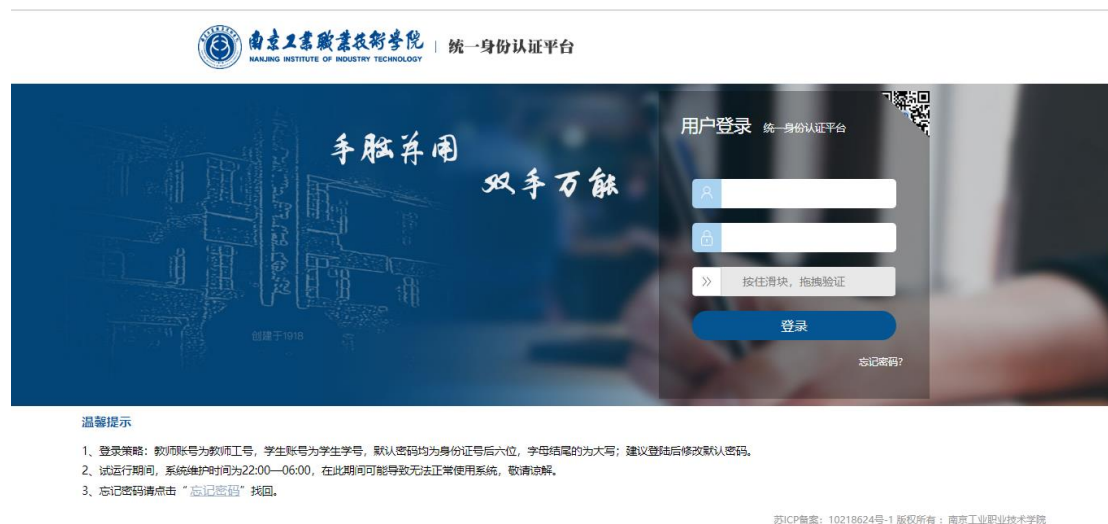 南京工業職業技術學院 | 统一身份认证平台
NANJING INSTITUTE OF INDUSTRY TECHNOLOGY
手脑并用
双手万能
创建于1918
用户登录 统一身份认证平台
按住滑块，拖拽验证
登录
忘记密码?
温馨提示
1、登录策略：教师账号为教师工号，学生账号为学生学号，默认密码均为身份证号后六位，字母结尾的为大写；建议登陆后修改默认密码。
2、试运行期间，系统维护时间为22:00—06:00，在此期间可能导致无法正常使用系统，敬请谅解。
3、忘记密码请点击“忘记密码”找回。
苏ICP备案：10218624号-1 版权所有：南京工业职业技术学院